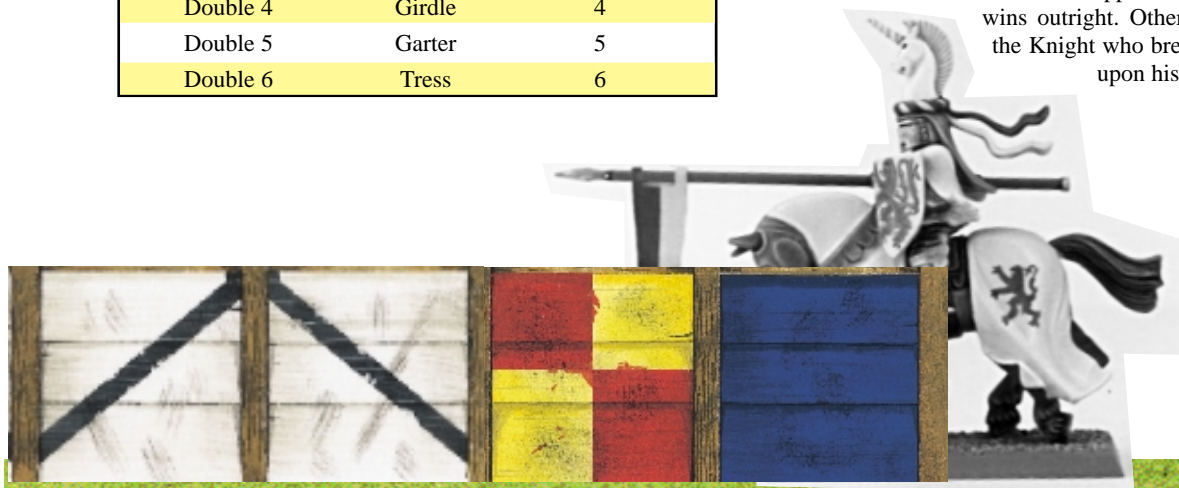 Double 4 Girdle 4
Double 5 Garter 5
Double 6 Tress 6
wins outright. Other
the Knight who bre
upon his